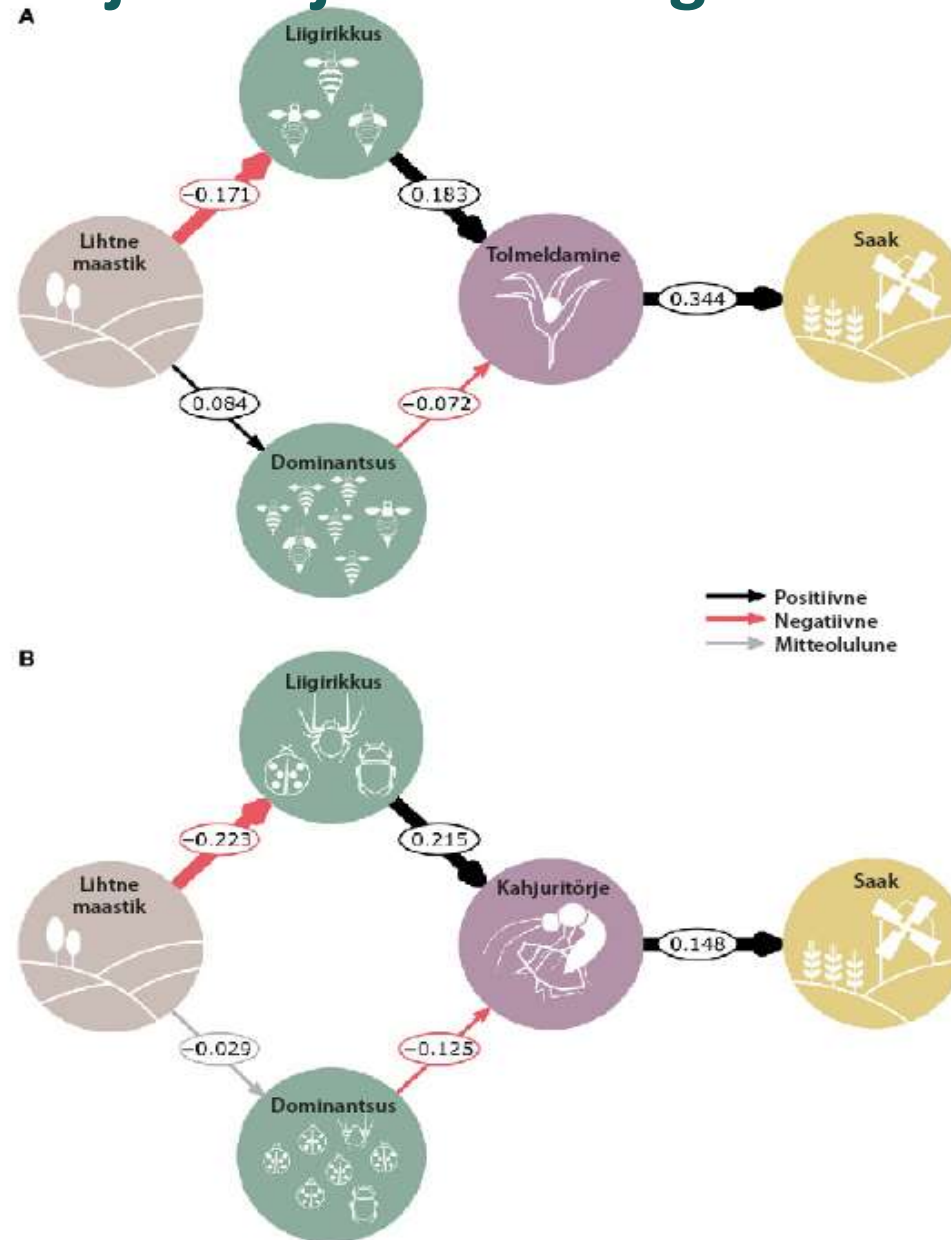 A
Liigirikkus
−0.171
0.183
Lihtne
maastik
Tolmeldamine
Saak
0.344
0.084
−0.072
Dominantsus
Positiivne
Negatiivne
Mitteolulune
B
Liigirikkus
−0.223
0.215
Lihtne
maastik
Kahjuritörje
Saak
0.148
−0.029
−0.125
Dominantsus